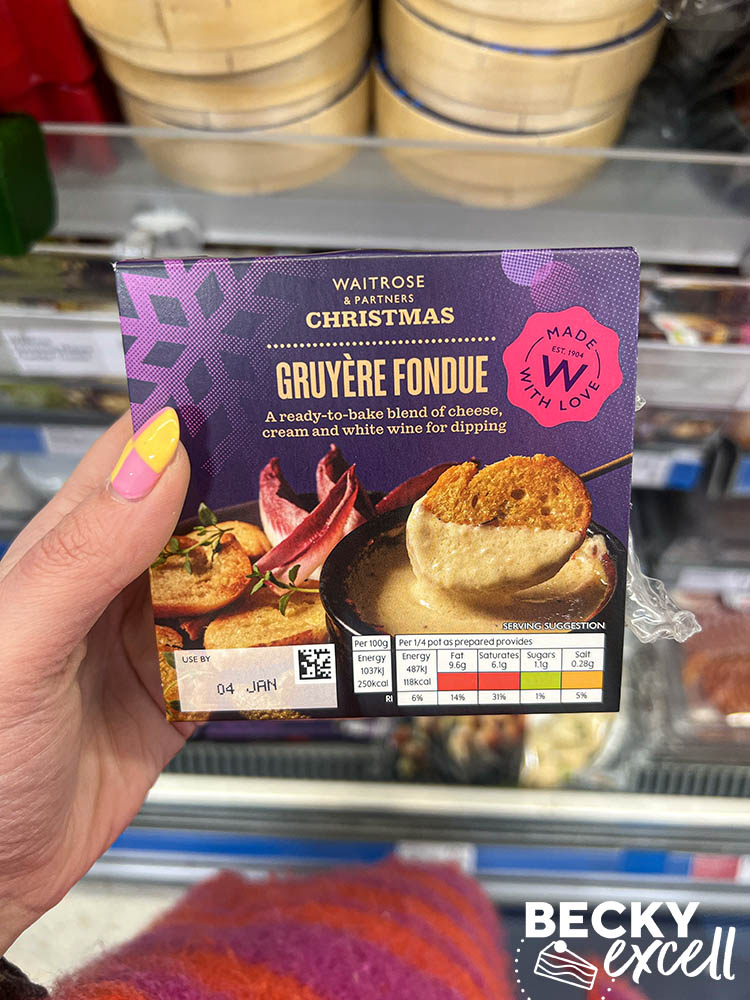 WAITROSE
& PARTNERS
CHRISTMAS
GRUYÈRE FONDUE
A ready-to-bake blend of cheese,
cream and white wine for dipping
MADE
EST. 1904
W
WITH LOVE
SERVING SUGGESTION
USE BY
04 JAN
Per 100g
Energy
1037kJ
250kcal
Per 1/4 pot as prepared provides
Energy Fat Saturates Sugars Salt
487kJ 9.6g 6.1g 1.1g 0.28g
118kcal
RI 6% 14% 31% 1% 5%
BECKY
excell